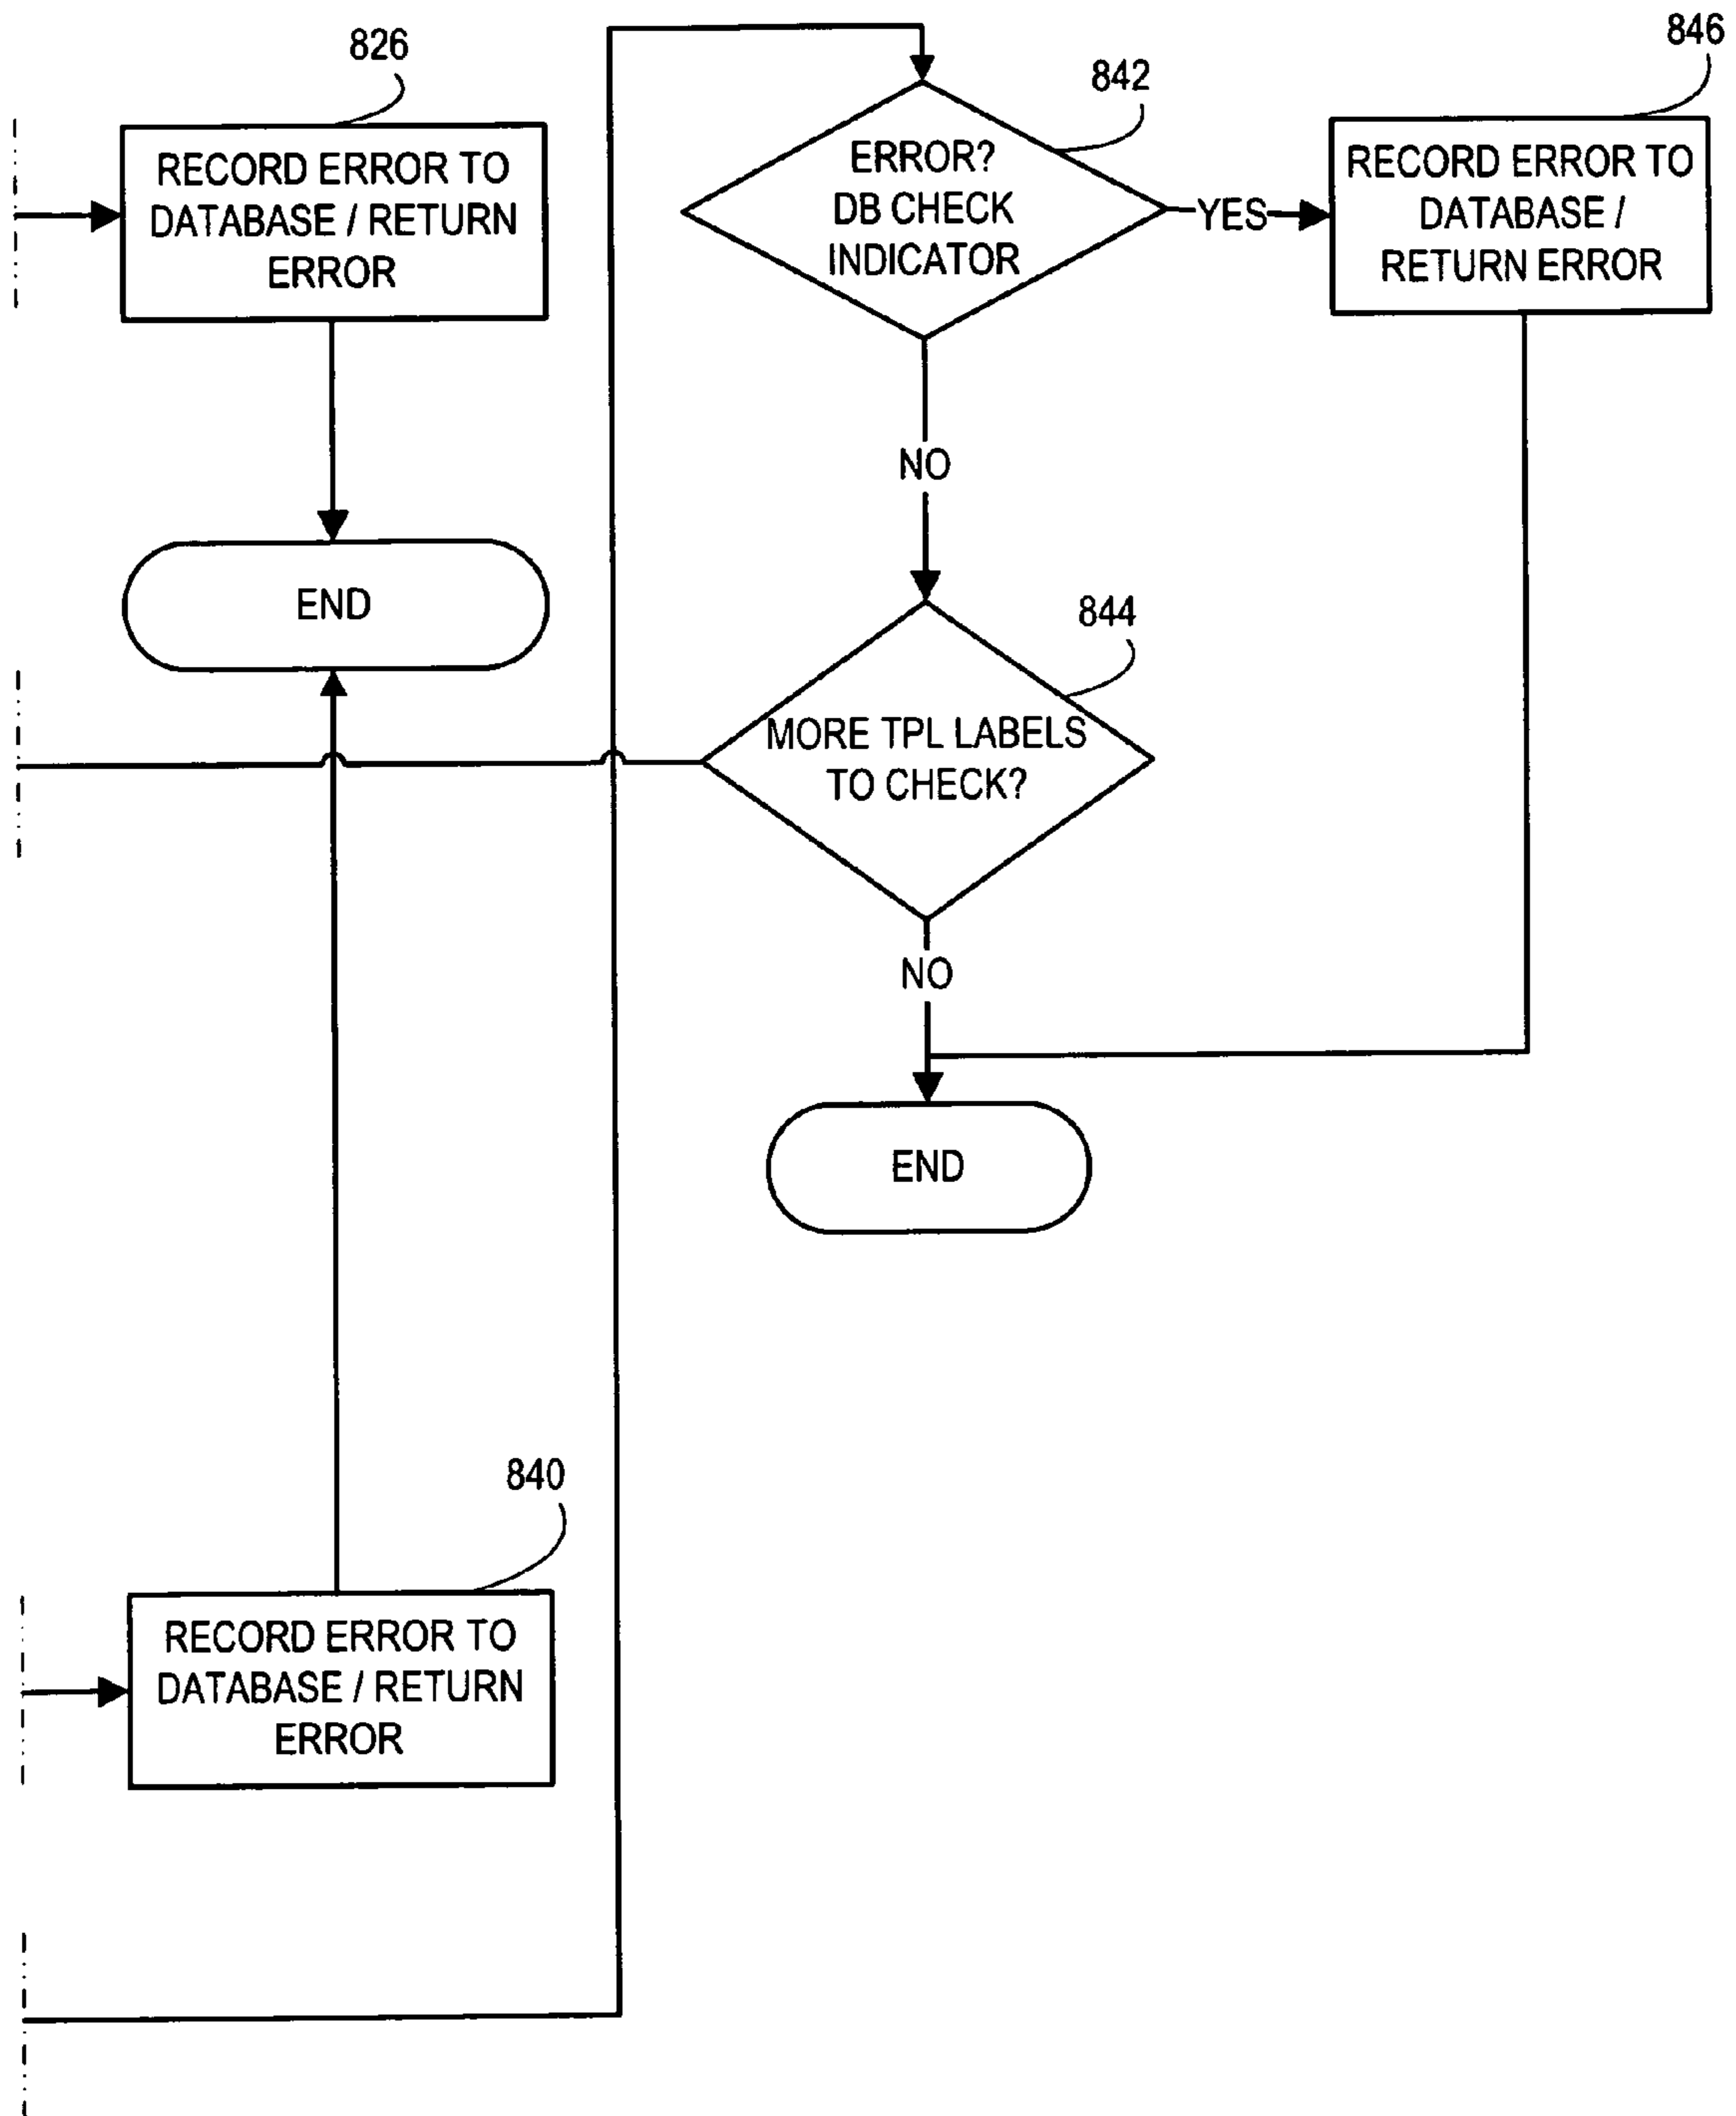 826
RECORD ERROR TO
DATABASE / RETURN
ERROR
END
840
RECORD ERROR TO
DATABASE / RETURN
ERROR
842
ERROR?
DB CHECK
INDICATOR
YES
846
RECORD ERROR TO
DATABASE /
RETURN ERROR
NO
844
MORE TPL LABELS
TO CHECK?
NO
END